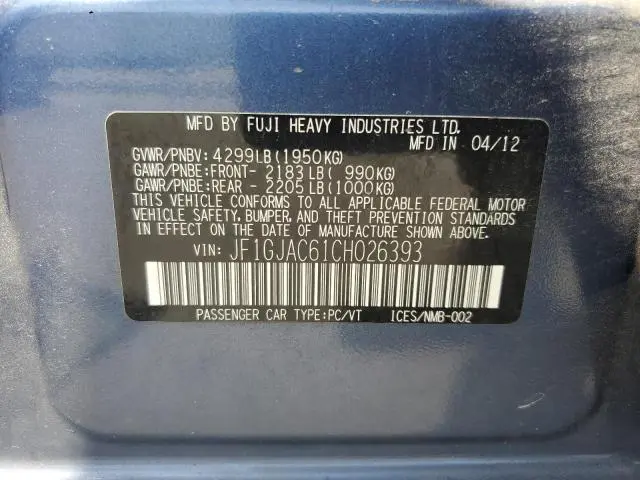 MFD BY FUJI HEAVY INDUSTRIES LTD.
MFD IN 04/12
GVWR/PNBV: 4299LB(1950KG)
GAWR/PNBE:FRONT- 2183LB( 990KG)
GAWR/PNBE:REAR - 2205LB(1000KG)
THIS VEHICLE CONFORMS TO ALL APPLICABLE FEDERAL MOTOR
VEHICLE SAFETY, BUMPER, AND THEFT PREVENTION STANDARDS
IN EFFECT ON THE DATE OF MANUFACTURE SHOWN ABOVE.
VIN: JF1GJAC61CH026393
PASSENGER CAR TYPE:PC/VT ICES/NMB-002